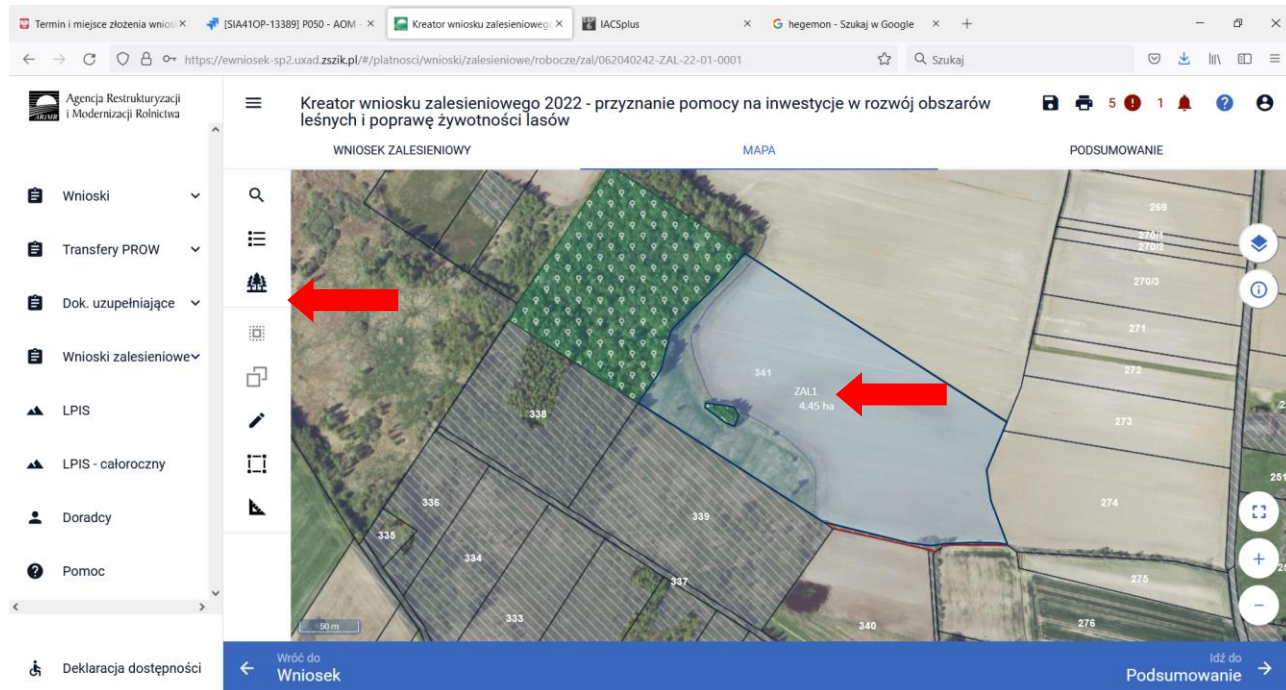 Termin i miejsce złożenia wnios
[SIA41OP-13389] P050 - AOM -
Kreator wniosku zalesieniowego
IACSplus
hegemon - Szukaj w Google
https://ewniosek-sp2.uxad.zszik.pl/#/platnosci/wnioski/zalesieniowe/robocze/zal/062040242-ZAL-22-01-0001
Szukaj
ARiMR
Agencja Restrukturyzacji
i Modernizacji Rolnictwa
Kreator wniosku zalesieniowego 2022 - przyznanie pomocy na inwestycje w rozwój obszarów
leśnych i poprawę żywotności lasów
5
1
WNIOSEK ZALESIENIOWY
MAPA
PODSUMOWANIE
Wnioski
Transfery PROW
Dok. uzupełniające
Wnioski zalesieniowe
LPIS
LPIS - całoroczny
Doradcy
Pomoc
Deklaracja dostępności
269
270/1
270/2
270/3
271
341
272
ZAL1
4.45 ha
338
273
251
336
274
339
335
334
337
275
333
340
276
50 m
Wróć do
Wniosek
Idź do
Podsumowanie